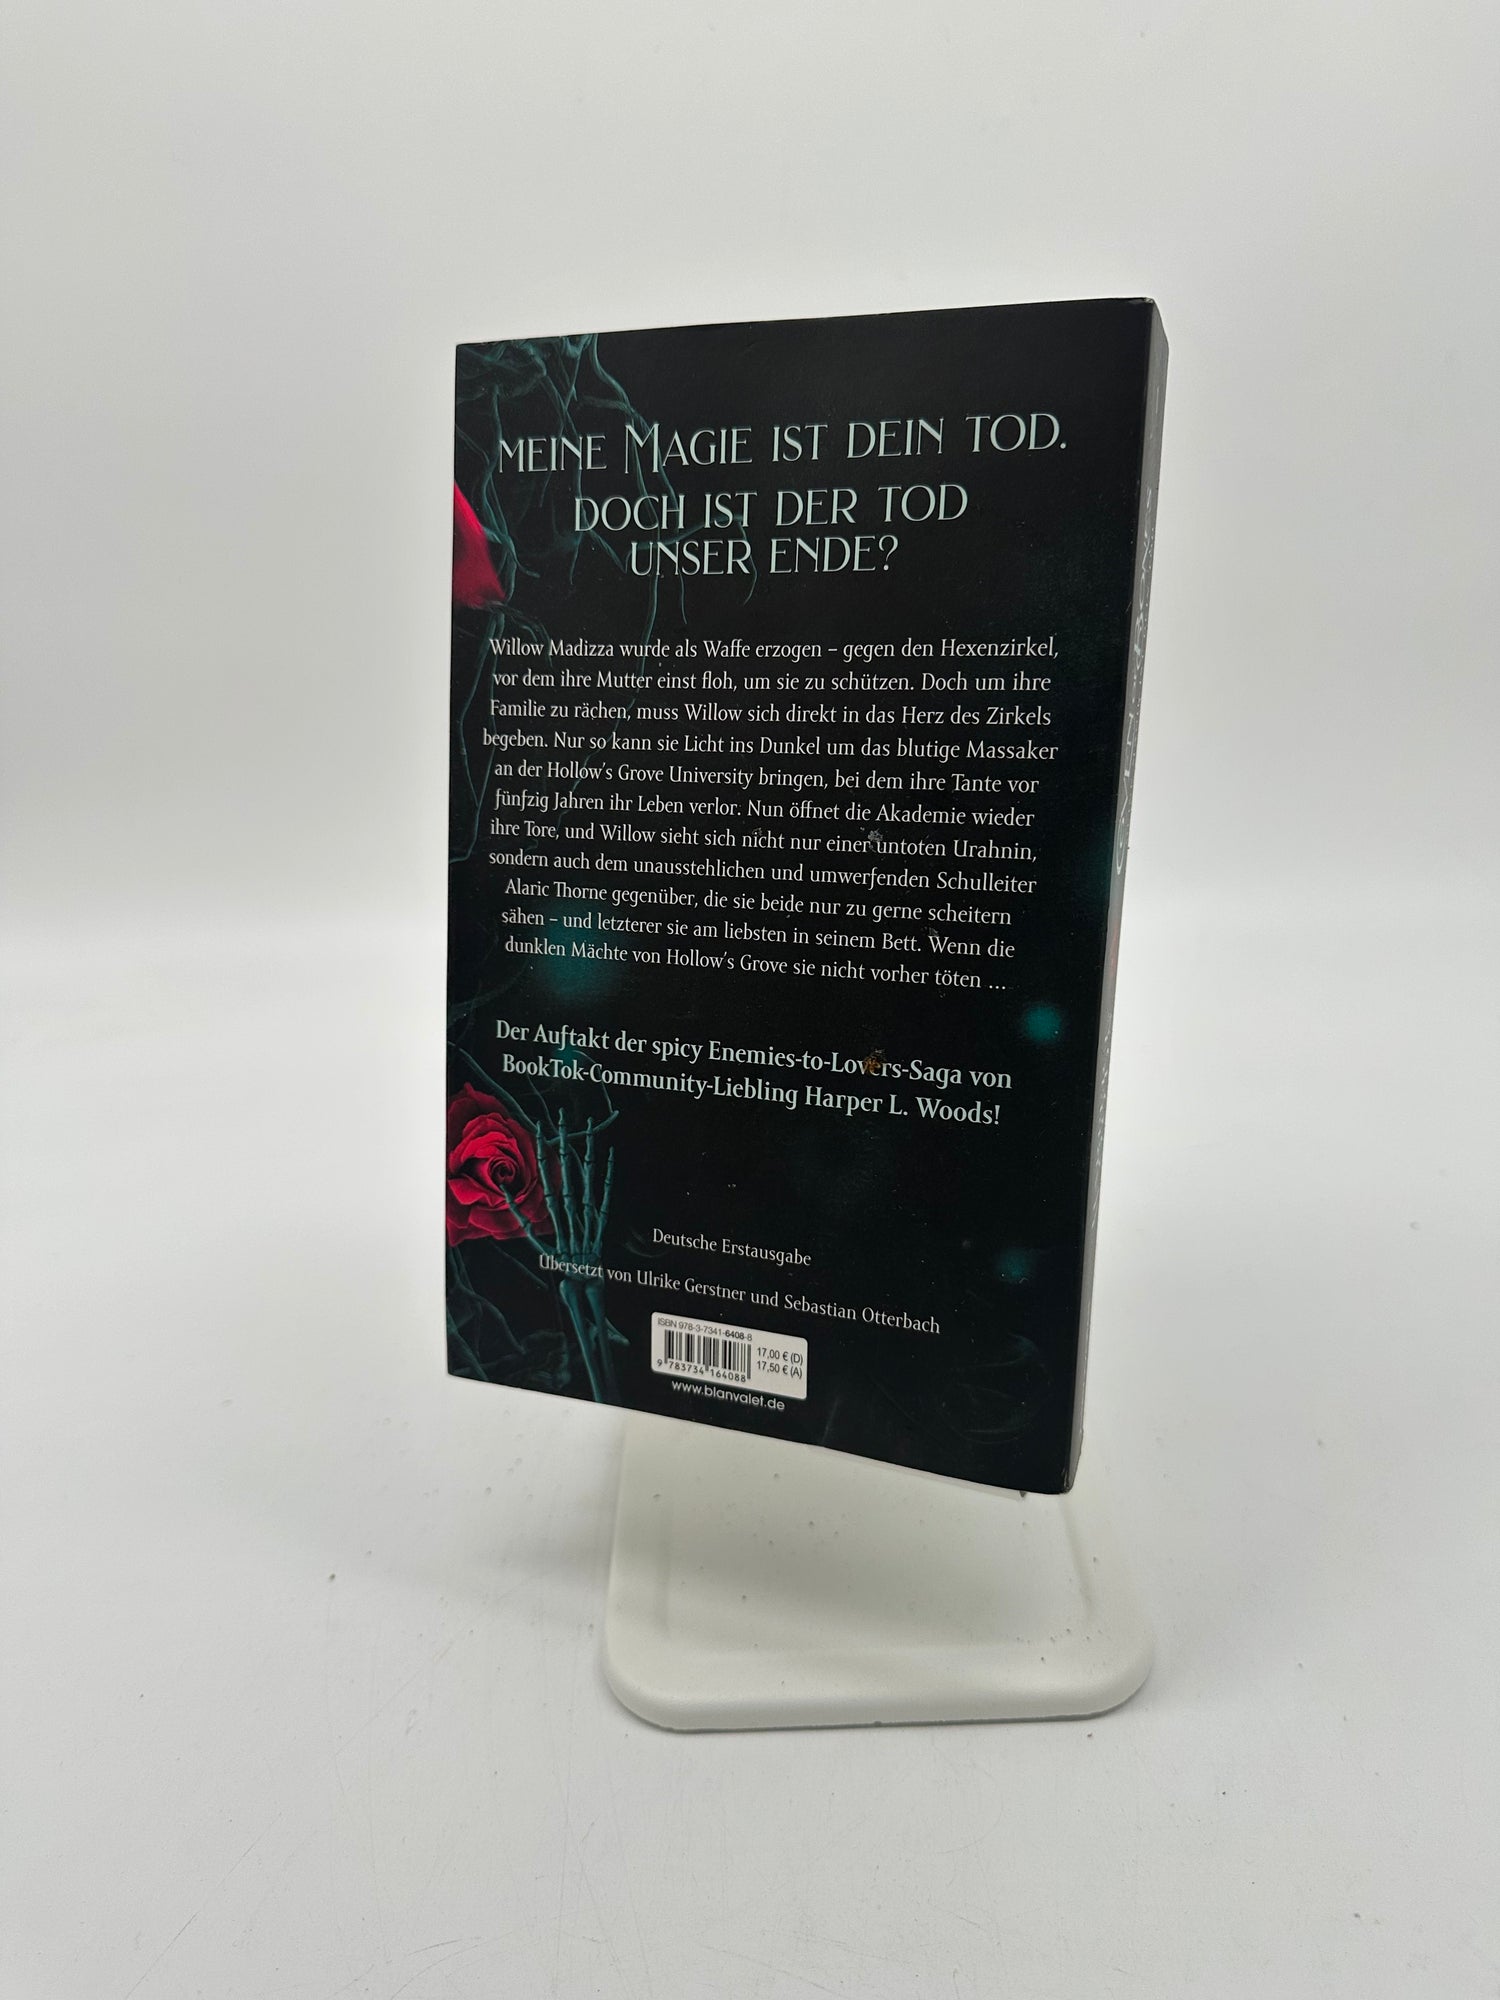 MEINE MAGIE IST DEIN TOD.
DOCH IST DER TOD
UNSER ENDE?
Willow Madizza wurde als Waffe erzogen – gegen den Hexenzirkel,
vor dem ihre Mutter einst floh, um sie zu schützen. Doch um ihre
Familie zu rächen, muss Willow sich direkt in das Herz des Zirkels
begeben. Nur so kann sie Licht ins Dunkel um das blutige Massaker
an der Hollow's Grove University bringen, bei dem ihre Tante vor
fünfzig Jahren ihr Leben verlor. Nun öffnet die Akademie wieder
ihre Tore, und Willow sieht sich nicht nur einer untoten Urahnin,
sondern auch dem unausstehlichen und umwerfenden Schulleiter
Alaric Thorne gegenüber, die sie beide nur zu gerne scheitern
sähen – und letzterer sie am liebsten in seinem Bett. Wenn die
dunklen Mächte von Hollow's Grove sie nicht vorher töten ...
Der Auftakt der spicy Enemies-to-Lovers-Saga von
BookTok-Community-Liebling Harper L. Woods!
Deutsche Erstausgabe
Übersetzt von Ulrike Gerstner und Sebastian Otterbach
ISBN 978-3-7341-6408-8
17,00 € (D)
17,50 € (A)
9 783734 164088
www.blanvalet.de